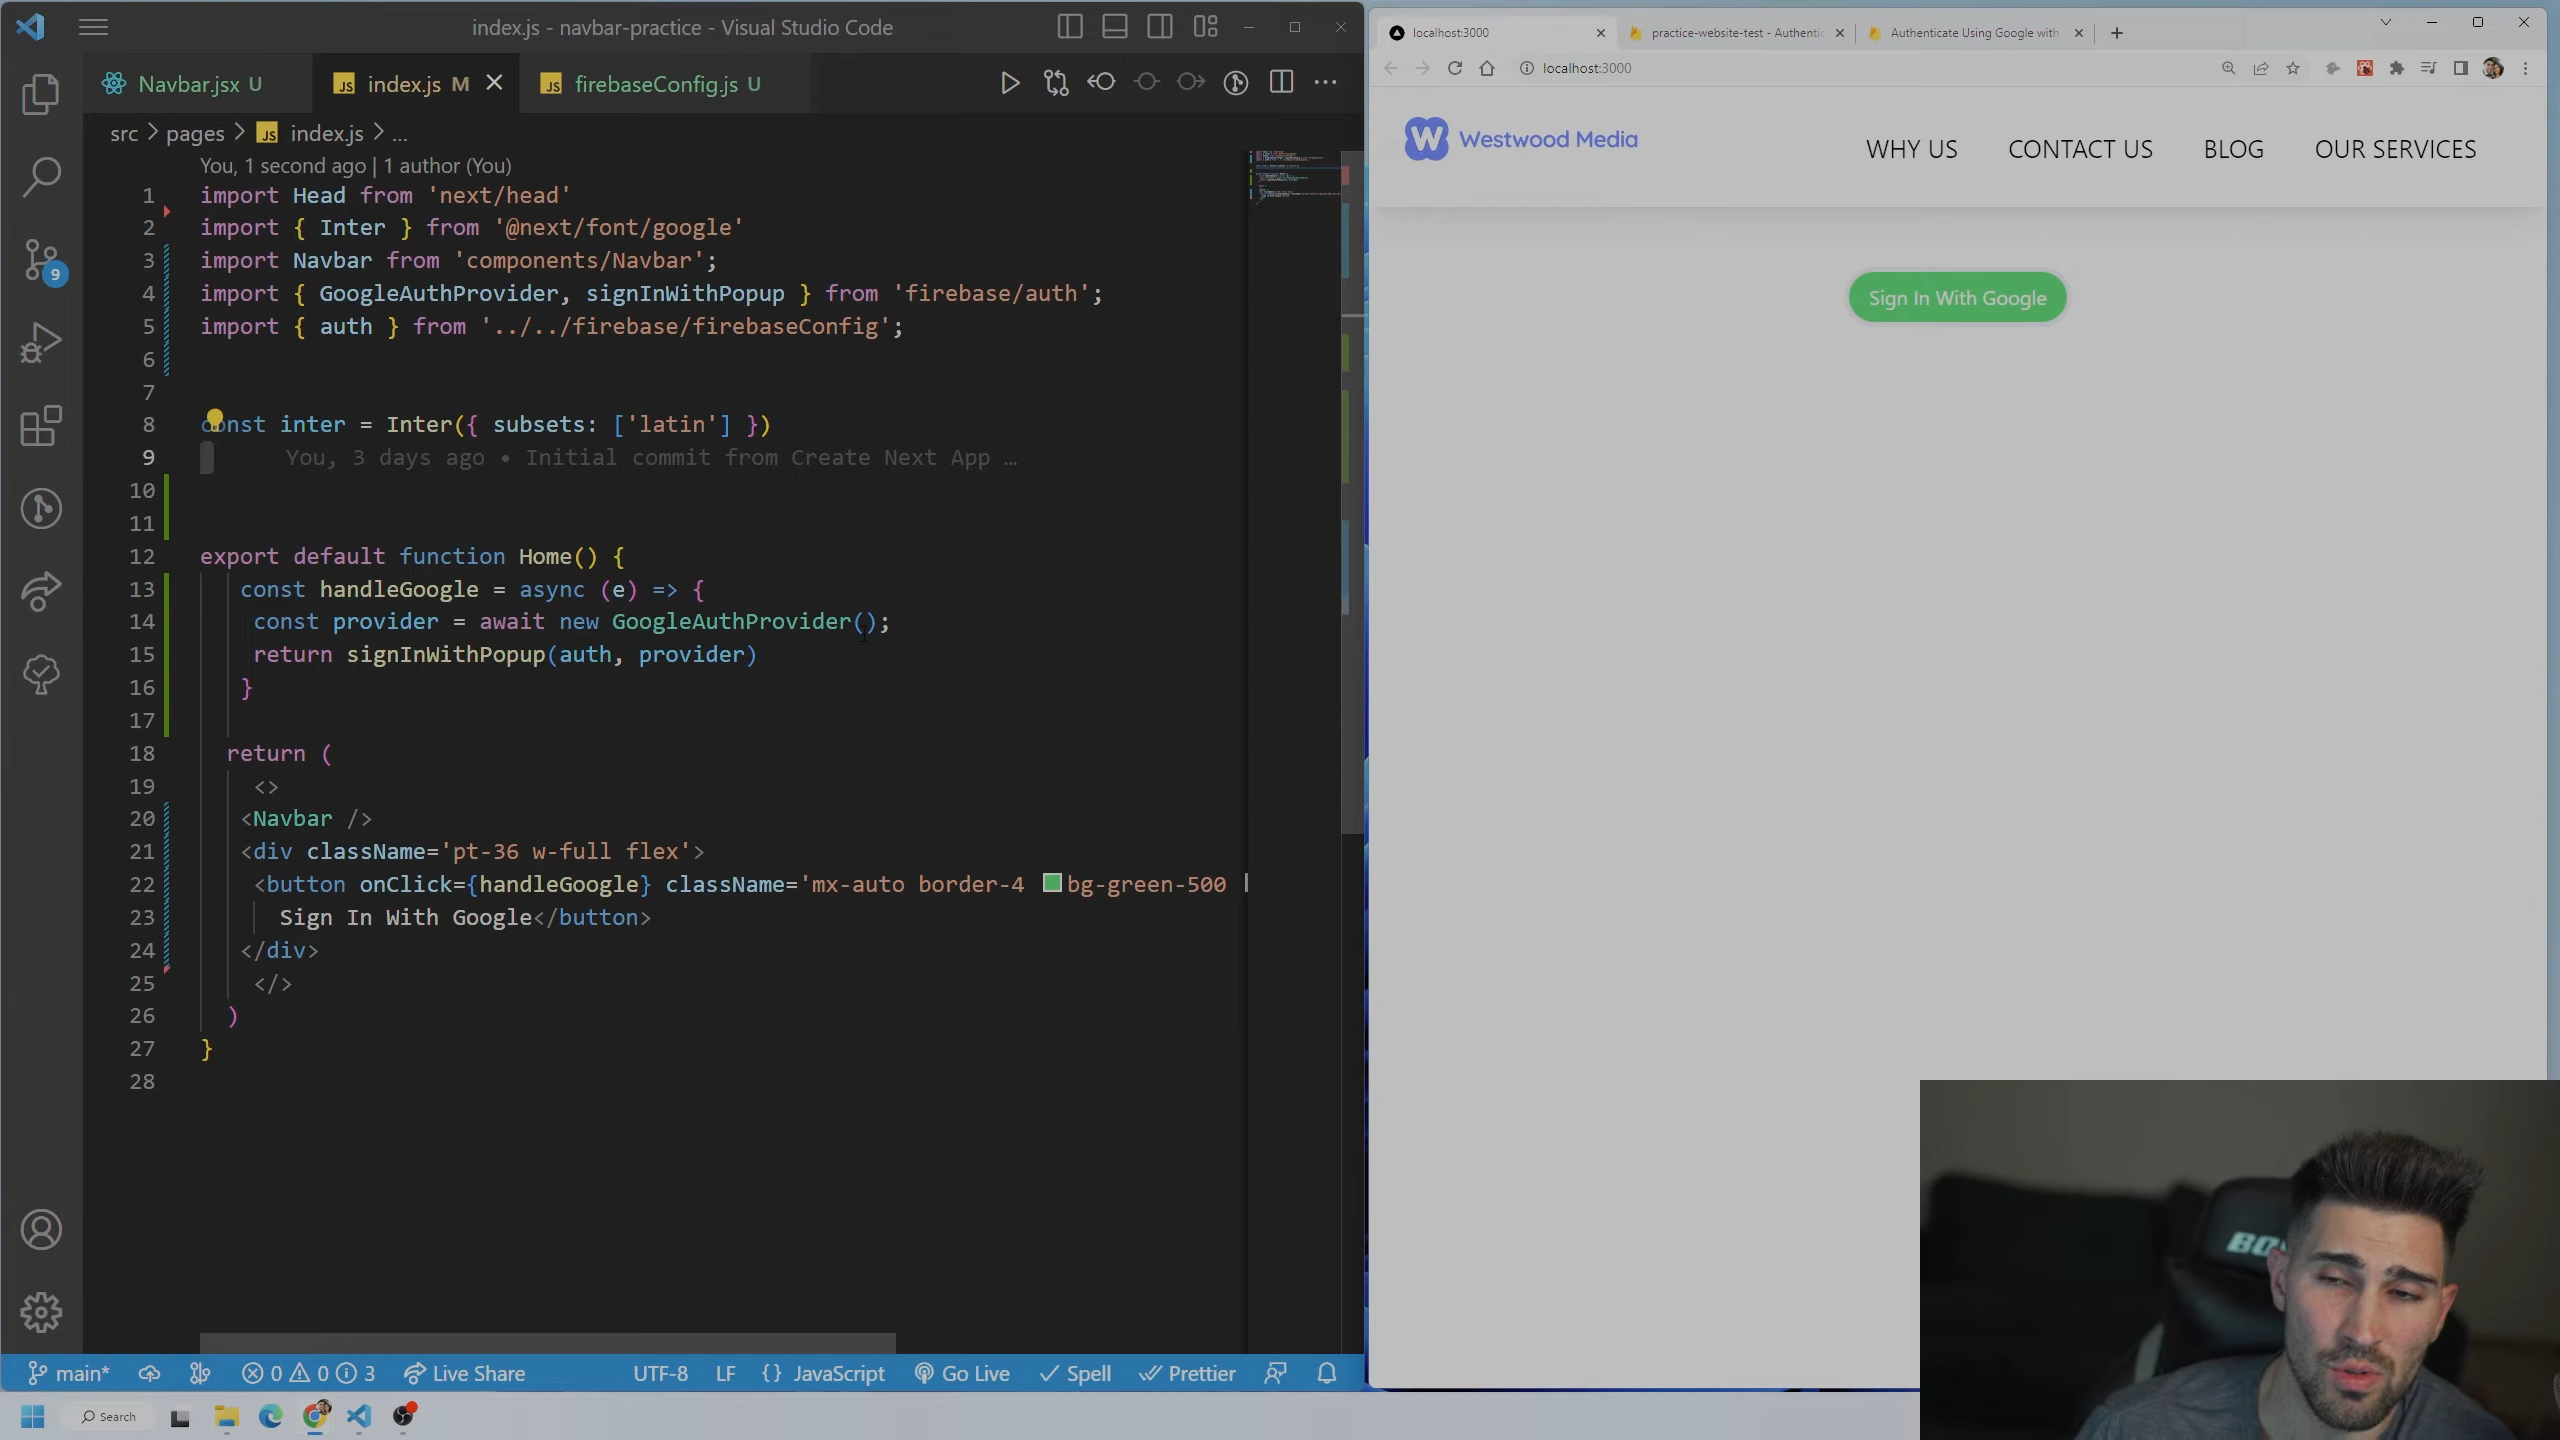 index.js - navbar-practice - Visual Studio Code
Navbar.jsx U
index.js M
firebaseConfig.js U
src > pages > JS index.js > ...
You, 1 second ago | 1 author (You)
1 import Head from 'next/head'
2 import { Inter } from '@next/font/google'
3 import Navbar from 'components/Navbar';
4 import { GoogleAuthProvider, signInWithPopup } from 'firebase/auth';
5 import { auth } from '../../firebase/firebaseConfig';
6
7
8 const inter = Inter({ subsets: ['latin'] })
9 You, 3 days ago • Initial commit from Create Next App …
10
11
12 export default function Home() {
13 const handleGoogle = async (e) => {
14 const provider = await new GoogleAuthProvider();
15 return signInWithPopup(auth, provider)
16 }
17
18 return (
19 <>
20 <Navbar />
21 <div className='pt-36 w-full flex'>
22 <button onClick={handleGoogle} className='mx-auto border-4 bg-green-500
23 Sign In With Google</button>
24 </div>
25 </>
26 )
27 }
28
9
main* 0 0 3 Live Share UTF-8 LF {} JavaScript Go Live Spell Prettier
Search
localhost:3000
practice-website-test - Authentic
Authenticate Using Google with
localhost:3000
W Westwood Media
WHY US
CONTACT US
BLOG
OUR SERVICES
Sign In With Google